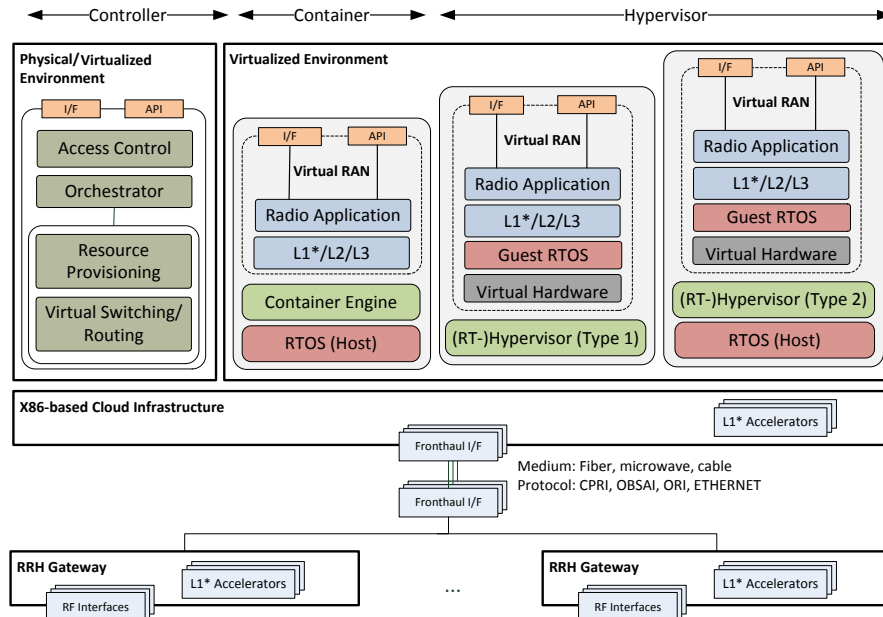 Controller
Container
Hypervisor
Physical/Virtualized
Environment
I/F
API
Access Control
Orchestrator
Resource
Provisioning
Virtual Switching/
Routing
Virtualized Environment
I/F
API
Virtual RAN
Radio Application
L1*/L2/L3
Container Engine
RTOS (Host)
I/F
API
Virtual RAN
Radio Application
L1*/L2/L3
Guest RTOS
Virtual Hardware
(RT-)Hypervisor (Type 1)
I/F
API
Virtual RAN
Radio Application
L1*/L2/L3
Guest RTOS
Virtual Hardware
(RT-)Hypervisor (Type 2)
RTOS (Host)
X86-based Cloud Infrastructure
L1* Accelerators
Fronthaul I/F
Medium: Fiber, microwave, cable
Protocol: CPRI, OBSAI, ORI, ETHERNET
Fronthaul I/F
RRH Gateway
L1* Accelerators
RF Interfaces
...
RRH Gateway
L1* Accelerators
RF Interfaces